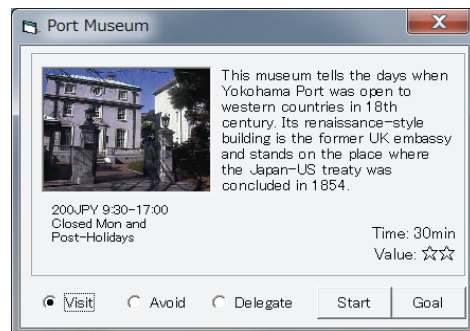 Port Museum
This museum tells the days when
Yokohama Port was open to
western countries in 18th
century. Its renaissance-style
building is the former UK embassy
and stands on the place where
the Japan-US treaty was
concluded in 1854.
200JPY 9:30-17:00
Closed Mon and
Post-Holidays
Time: 30min
Value: ☆☆
Visit Avoid Delegate Start Goal